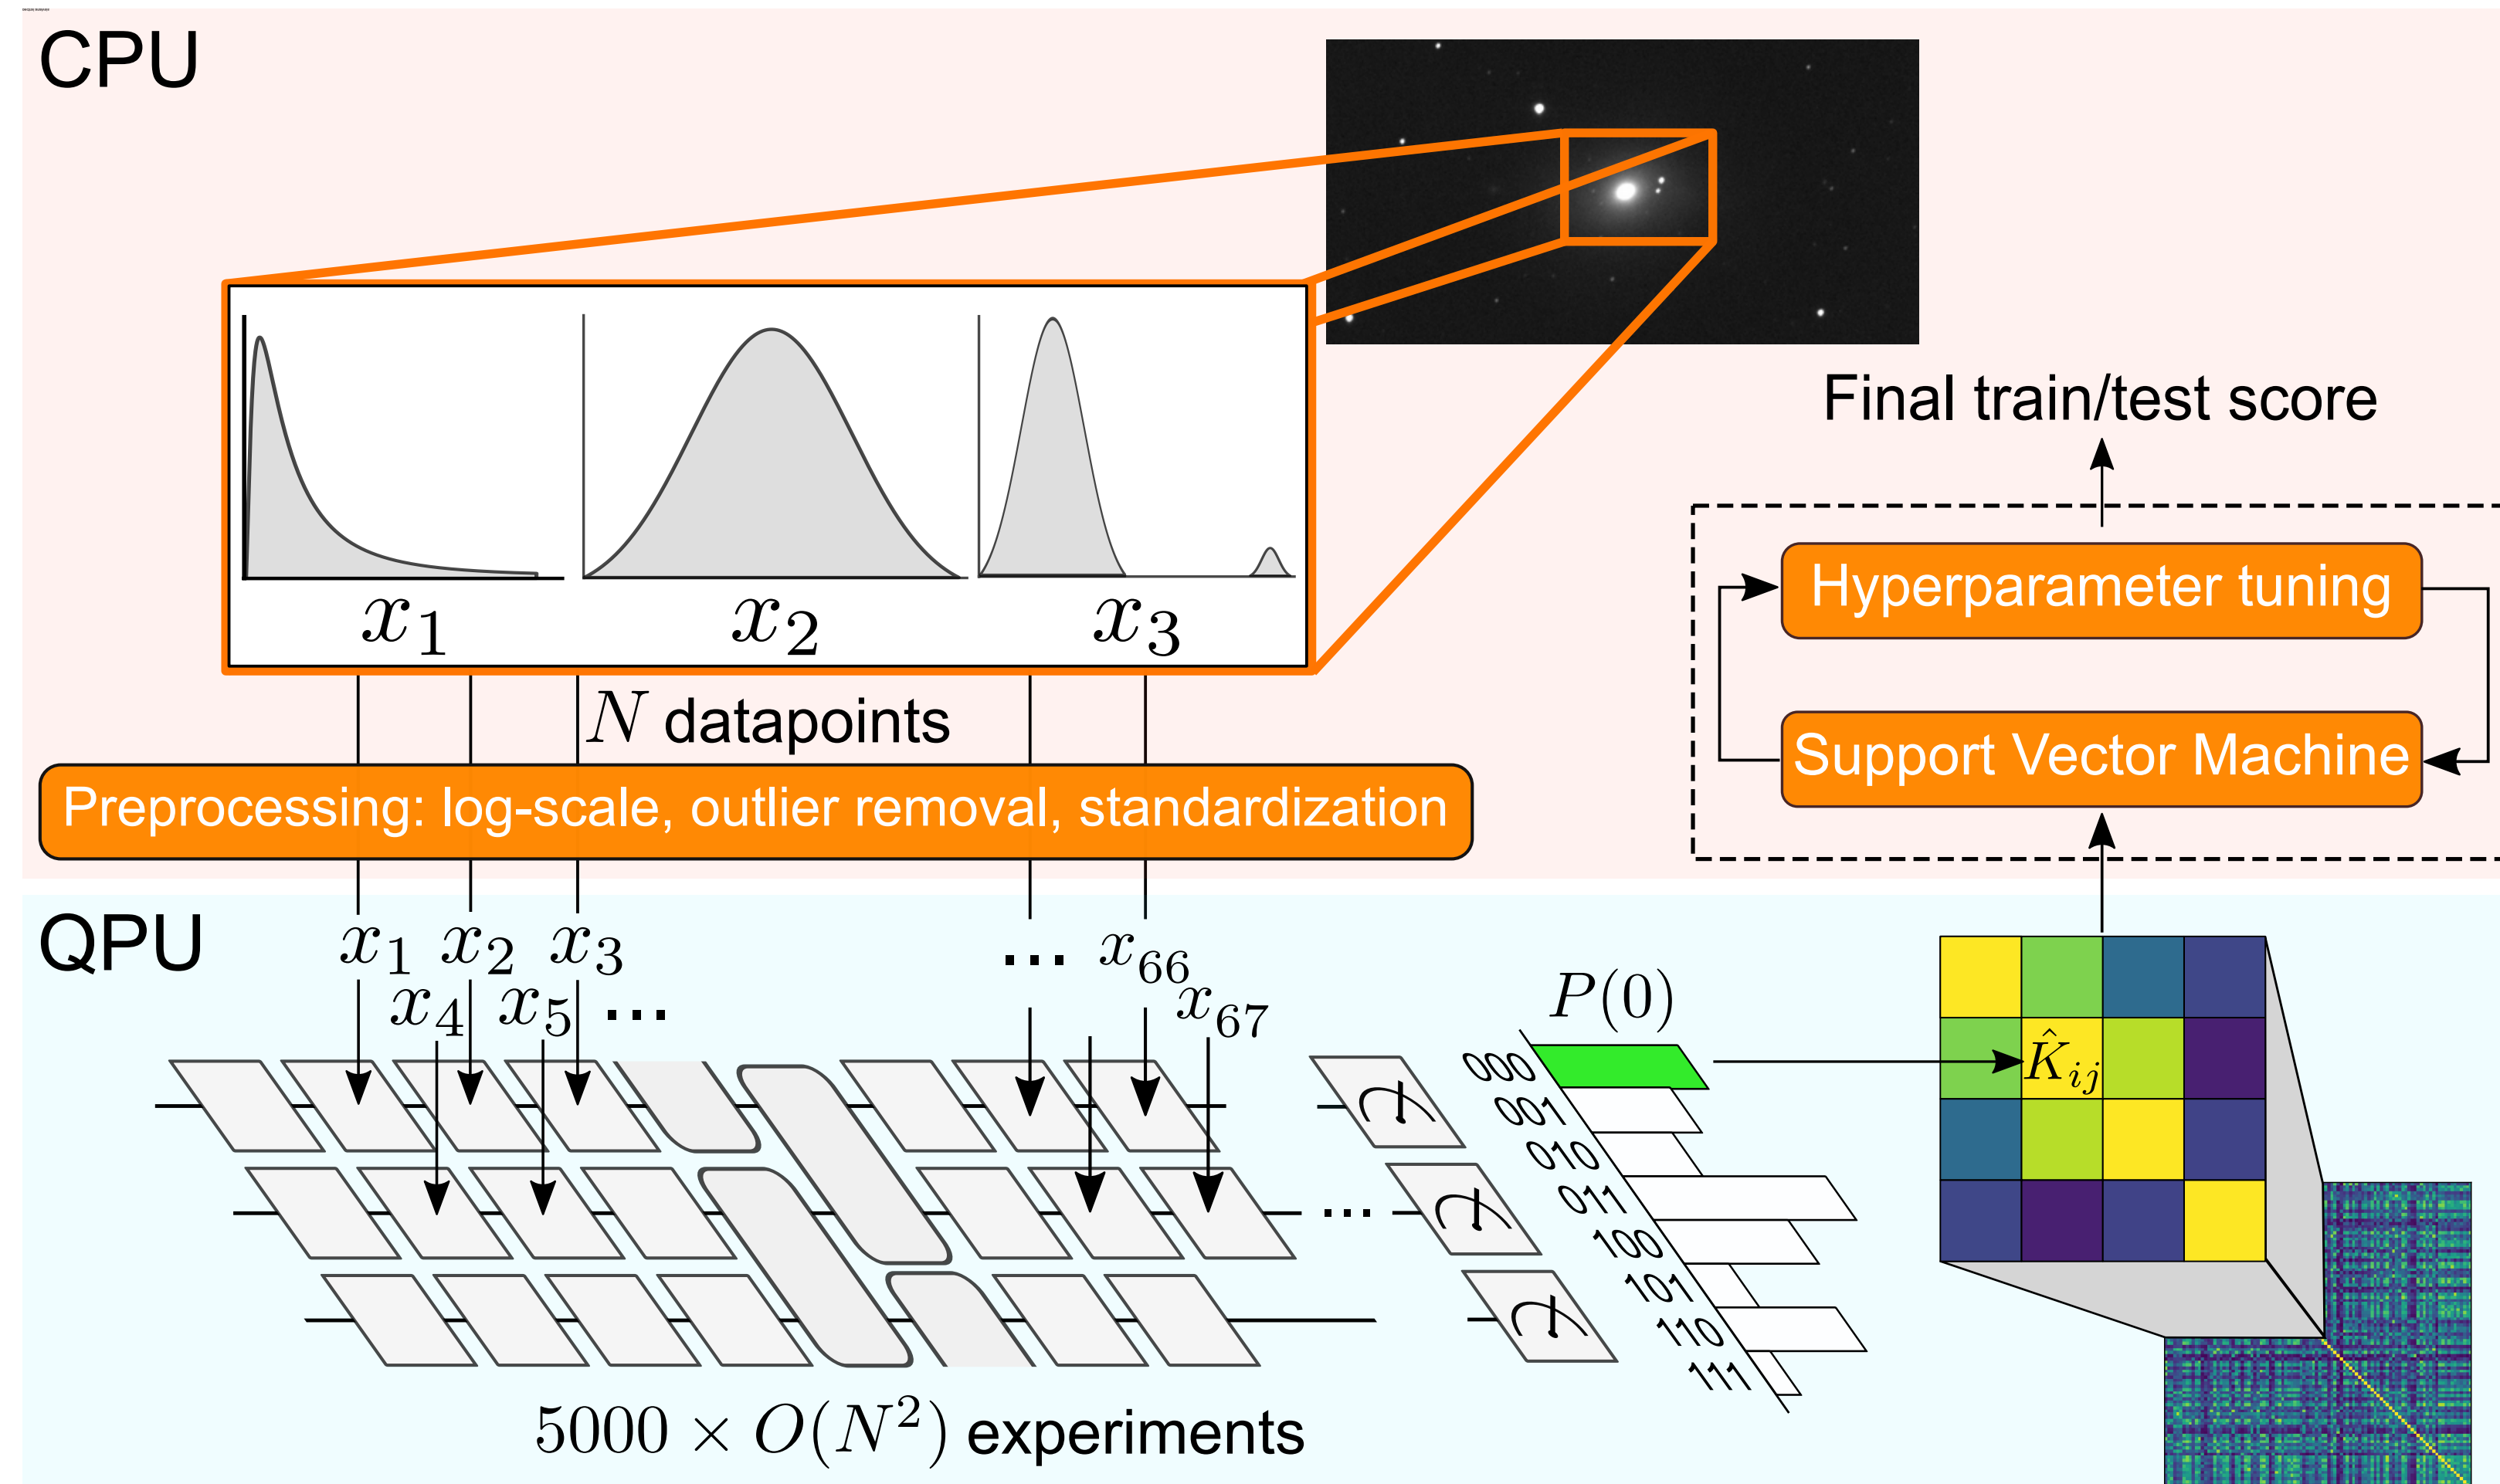 CPU
Final train/test score
Hyperparameter tuning
Support Vector Machine
x₁ x₂ x₃
N datapoints
Preprocessing: log-scale, outlier removal, standardization
QPU
x₁ x₂ x₃ ... x₆₆
x₄ x₅ ... x₆₇
P(0)
000
001
010
011
100
101
110
111
K̂ᵢⱼ
...
5000 × O(N²) experiments